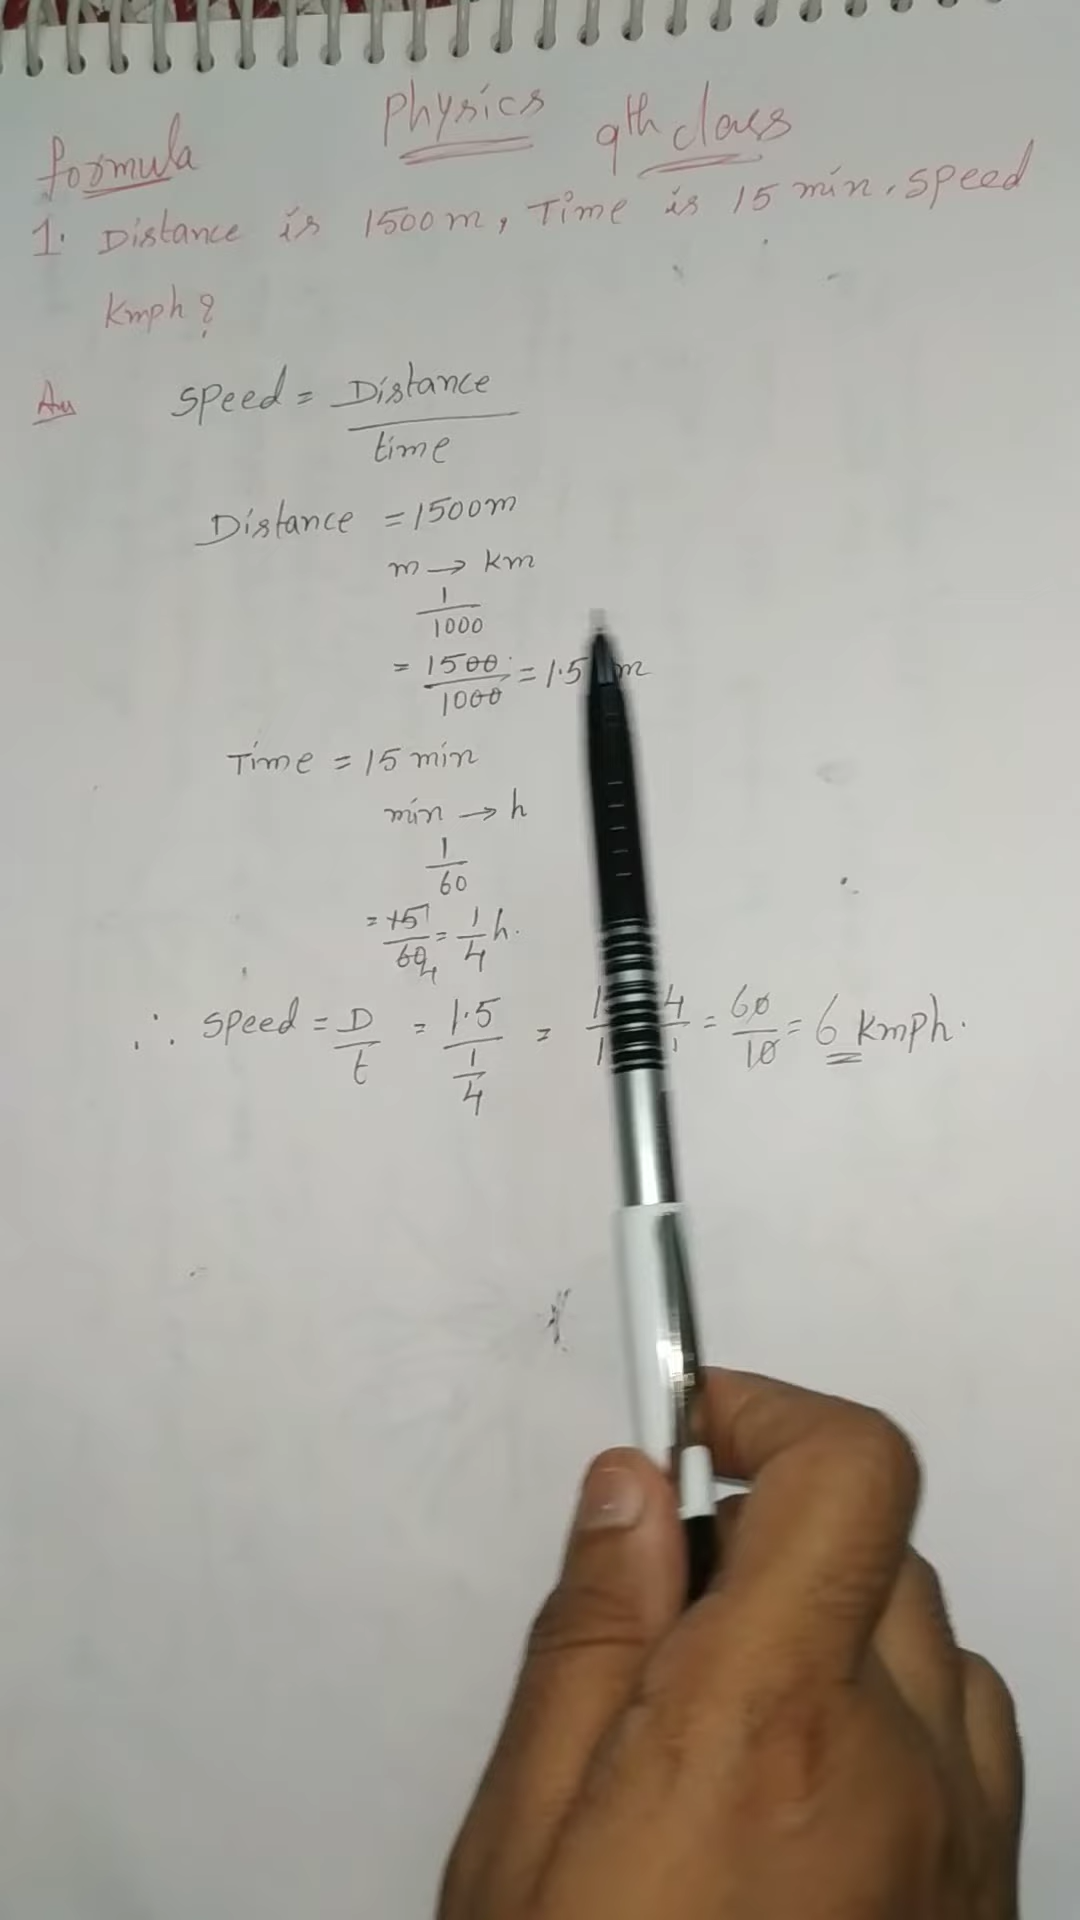 Physics 9th class
Formula
1. Distance is 1500m, Time is 15 min. Speed
Kmph?
Speed = Distance / time
Distance = 1500m
m → km
1/1000
= 1500/1000 = 1.5 m
Time = 15 min
min → h
1/60
= 15/60 = 1/4 h.
∴ Speed = D/t = 1.5 / 1/4 = = 60/10 = 6 kmph.